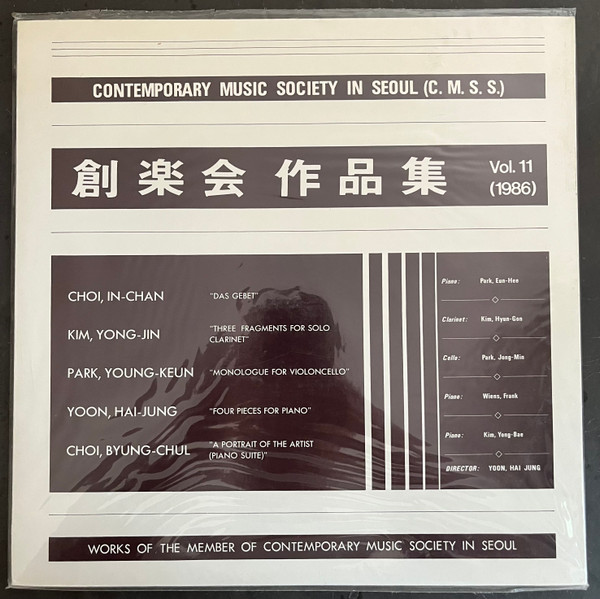 CONTEMPORARY MUSIC SOCIETY IN SEOUL (C. M. S. S.)
創楽会 作品集 Vol. 11
(1986)
CHOI, IN-CHAN "DAS GEBET"
KIM, YONG-JIN "THREE FRAGMENTS FOR SOLO
CLARINET"
PARK, YOUNG-KEUN "MONOLOGUE FOR VIOLONCELLO"
YOON, HAI-JUNG "FOUR PIECES FOR PIANO"
CHOI, BYUNG-CHUL "A PORTRAIT OF THE ARTIST
(PIANO SUITE)"
Piano: Park, Eun-Hee
Clarinet: Kim, Hyun-Gon
Cello: Park, Jong-Min
Piano: Wiens, Frank
Piano: Kim, Yong-Bae
DIRECTOR: YOON, HAI JUNG
WORKS OF THE MEMBER OF CONTEMPORARY MUSIC SOCIETY IN SEOUL